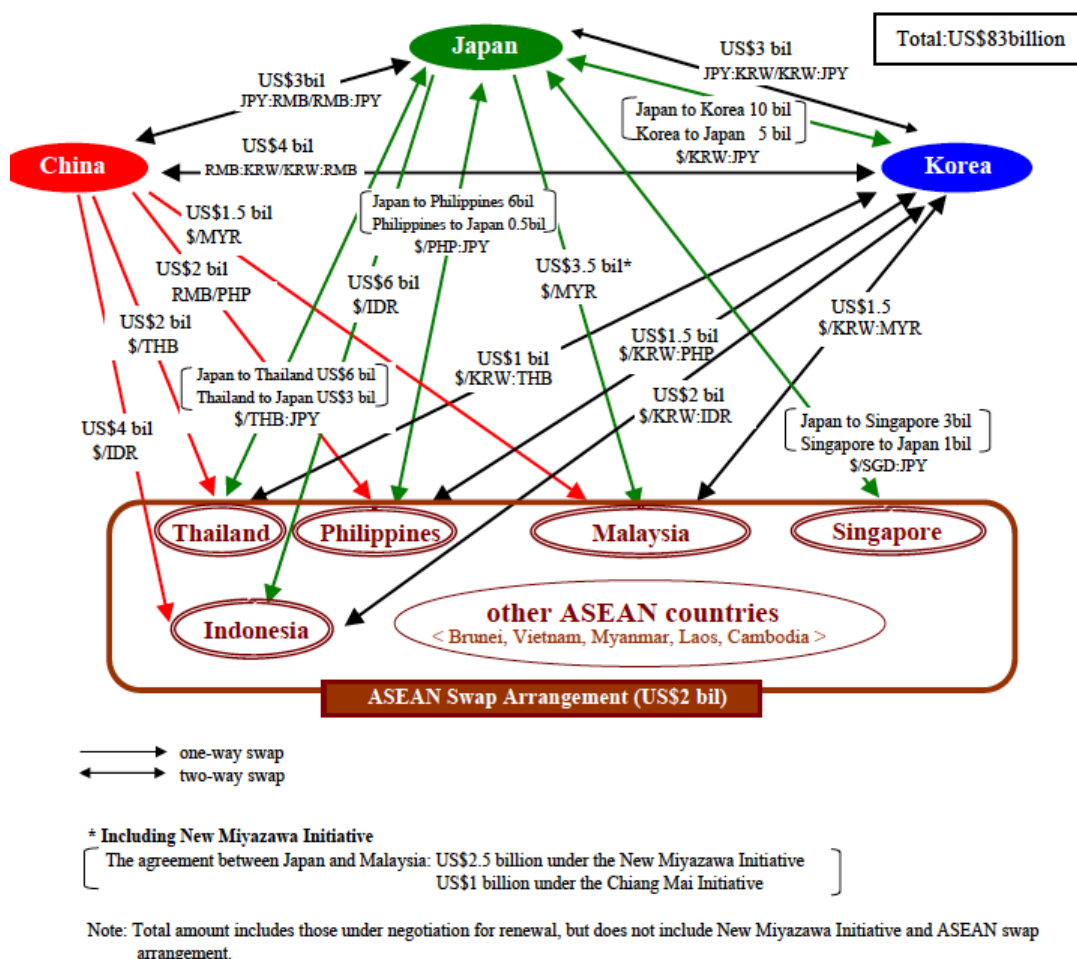 Japan
Total:US$83billion
US$3 bil
JPY:KRW/KRW:JPY
US$3bil
JPY:RMB/RMB:JPY
Japan to Korea 10 bil
Korea to Japan 5 bil
$/KRW:JPY
China
US$4 bil
RMB:KRW/KRW:RMB
Korea
Japan to Philippines 6bil
Philippines to Japan 0.5bil
$/PHP:JPY
US$1.5 bil
$/MYR
US$2 bil
RMB/PHP
US$6 bil
$/IDR
US$3.5 bil*
$/MYR
US$2 bil
$/THB
US$1.5
$/KRW:MYR
US$1.5 bil
$/KRW:PHP
US$1 bil
$/KRW:THB
Japan to Thailand US$6 bil
Thailand to Japan US$3 bil
$/THB:JPY
US$2 bil
$/KRW:IDR
US$4 bil
$/IDR
Japan to Singapore 3bil
Singapore to Japan 1bil
$/SGD:JPY
Thailand
Philippines
Malaysia
Singapore
Indonesia
other ASEAN countries
< Brunei, Vietnam, Myanmar, Laos, Cambodia >
ASEAN Swap Arrangement (US$2 bil)
one-way swap
two-way swap
* Including New Miyazawa Initiative
The agreement between Japan and Malaysia: US$2.5 billion under the New Miyazawa Initiative
US$1 billion under the Chiang Mai Initiative
Note: Total amount includes those under negotiation for renewal, but does not include New Miyazawa Initiative and ASEAN swap
arrangement.